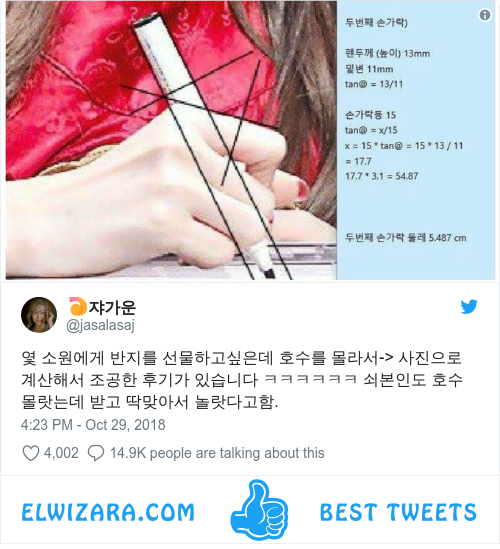 두번째 손가락)
펜두께 (높이) 13mm
밑변 11mm
tan@ = 13/11
손가락둥 15
tan@ = x/15
x = 15 * tan@ = 15 * 13 / 11
= 17.7
17.7 * 3.1 = 54.87
두번째 손가락 둘레 5.487 cm
🍤쟈가운
@jasalasaj
몇 소원에게 반지를 선물하고싶은데 호수를 몰라서-> 사진으로
계산해서 조공한 후기가 있습니다 ㅋㅋㅋㅋㅋㅋ 쇠본인도 호수
몰랏는데 받고 딱맞아서 놀랏다고함.
4:23 PM - Oct 29, 2018
4,002 14.9K people are talking about this
ELWIZARA.COM BEST TWEETS